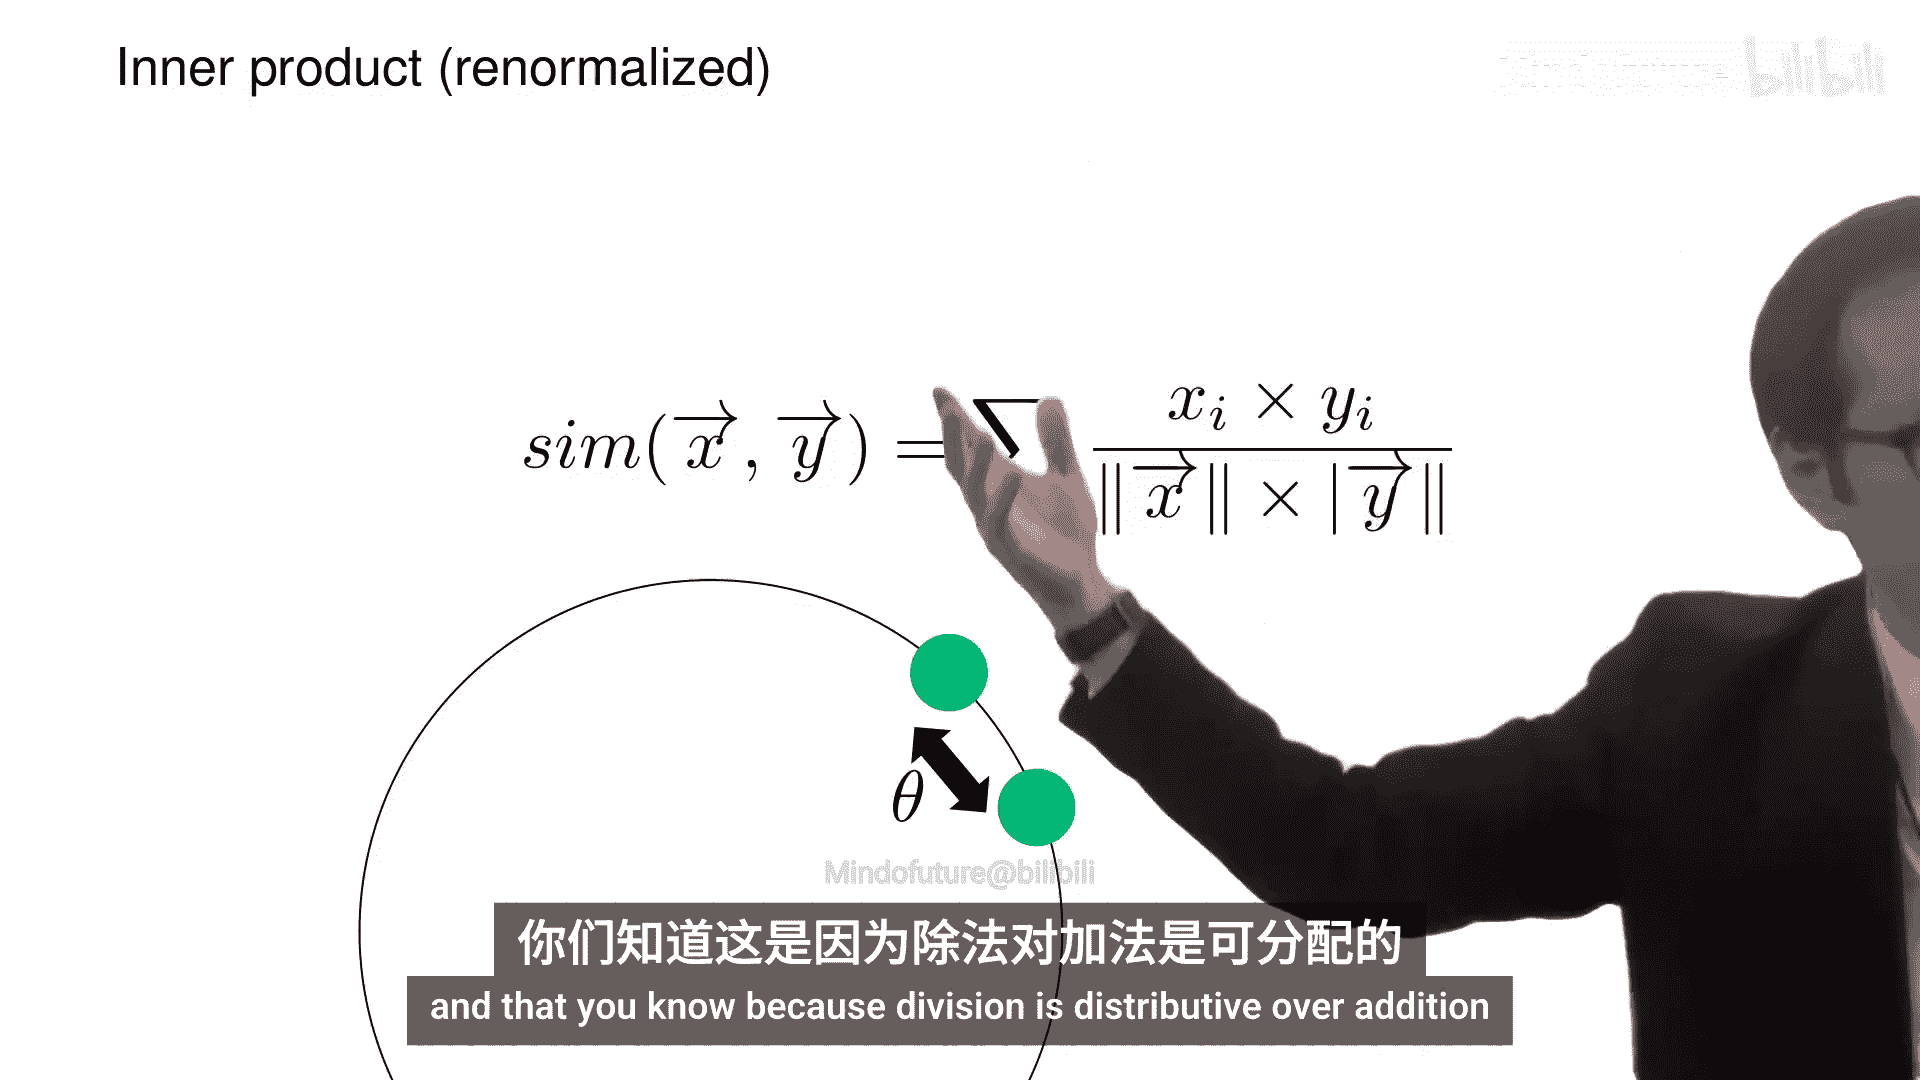 Inner product (renormalized)
bilibili
sim(x⃗, y⃗) = ∑ xᵢ × yᵢ
‖x⃗‖ × |y⃗‖
θ
Mindofuture@bilibili
你们知道这是因为除法对加法是可分配的
and that you know because division is distributive over addition